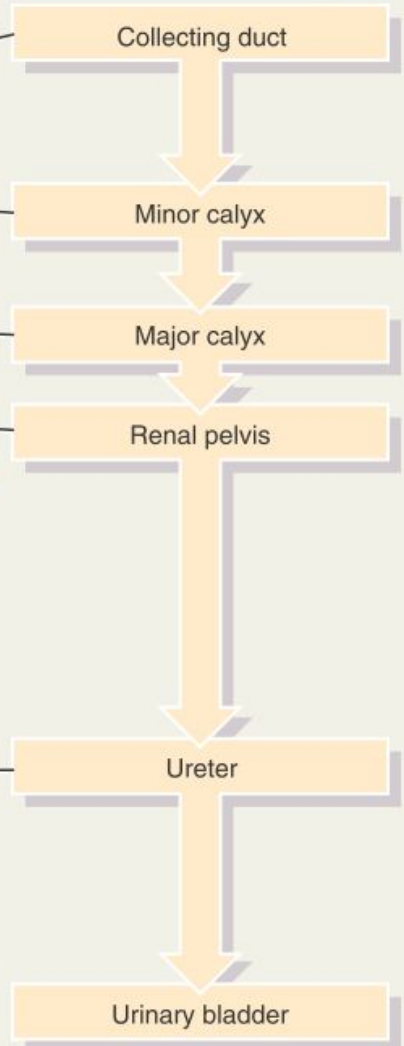 Collecting duct
Minor calyx
Major calyx
Renal pelvis
Ureter
Urinary bladder